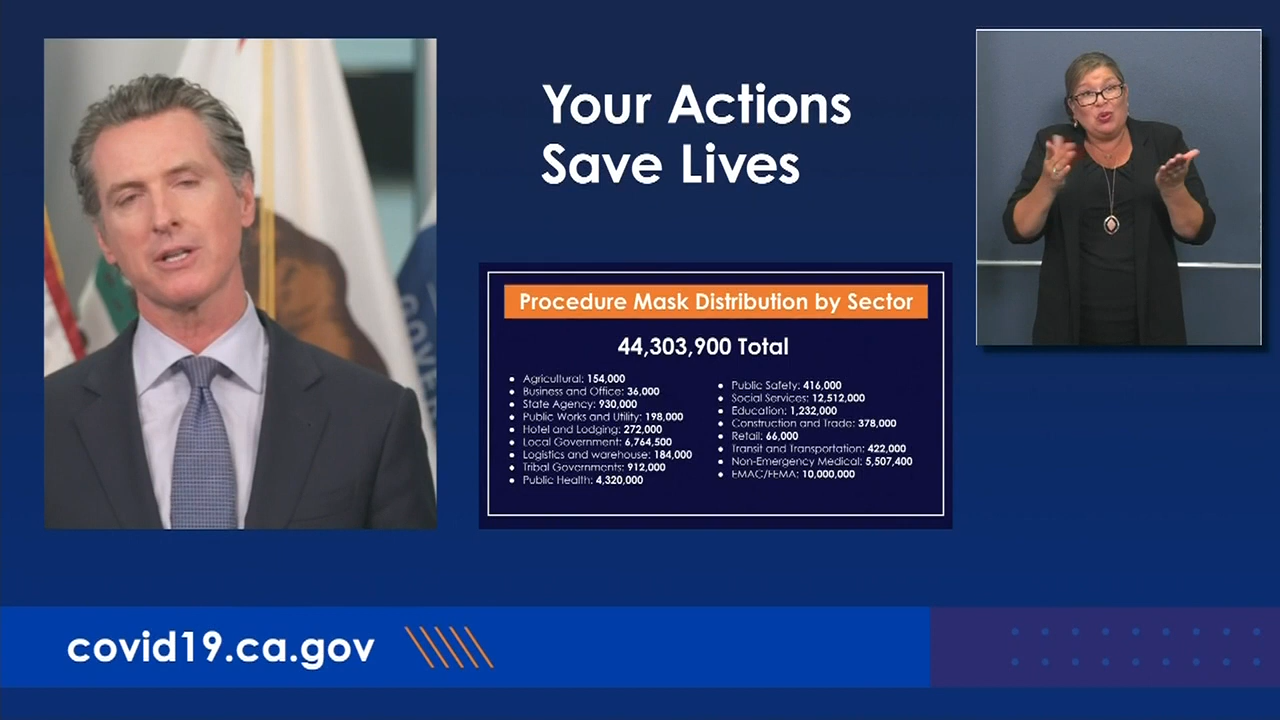 Your Actions
Save Lives
Procedure Mask Distribution by Sector
44,303,900 Total
• Agricultural: 154,000
• Business and Office: 36,000
• State Agency: 930,000
• Public Works and Utility: 198,000
• Hotel and Lodging: 272,000
• Local Government: 6,764,500
• Logistics and warehouse: 184,000
• Tribal Governments: 912,000
• Public Health: 4,320,000
• Public Safety: 416,000
• Social Services: 12,512,000
• Education: 1,232,000
• Construction and Trade: 378,000
• Retail: 66,000
• Transit and Transportation: 422,000
• Non-Emergency Medical: 5,507,400
• EMAC/FEMA: 10,000,000
covid19.ca.gov